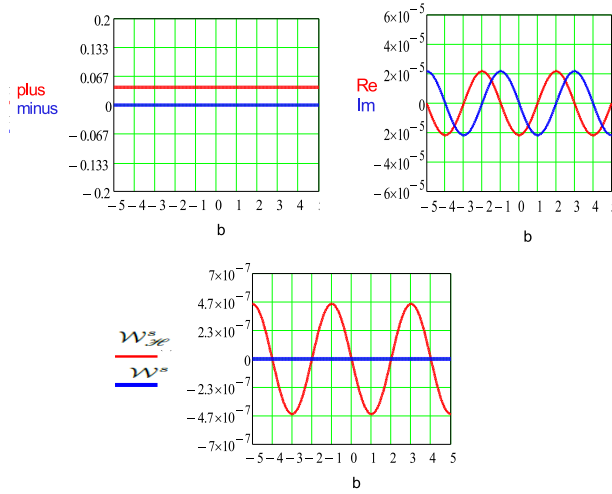 0.2
0.133
0.067
plus
minus
0
−0.067
−0.133
−0.2
−5 −4 −3 −2 −1 0 1 2 3 4
b
6×10⁻⁵
4×10⁻⁵
2×10⁻⁵
Re
Im
0
2×10⁻⁵
4×10⁻⁵
−6×10⁻⁵
−5 −4 −3 −2 −1 0 1 2 3 4
b
7×10⁻⁷
4.7×10⁻⁷
2.3×10⁻⁷
𝒲ˢ_ℋ
0
𝒲ˢ
−2.3×10⁻⁷
−4.7×10⁻⁷
−7×10⁻⁷
−5 −4 −3 −2 −1 0 1 2 3 4 5
b